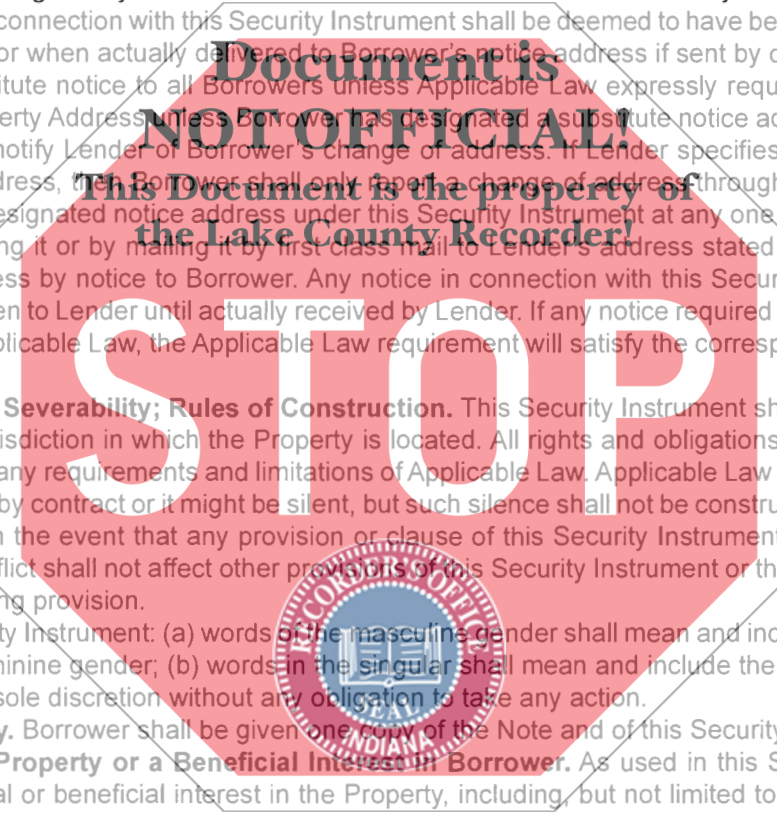 connection with this Security Instrument shall be deemed to have be
or when actually delivered to Borrower's notice address if sent by o
itute notice to all Borrowers unless Applicable Law expressly requ
erty Address unless Borrower has designated a substitute notice ad
notify Lender of Borrower's change of address. If Lender specifies
dress, then Borrower shall only report a change of address through
esignated notice address under this Security Instrument at any one
ng it or by mailing it by first class mail to Lender's address stated
ess by notice to Borrower. Any notice in connection with this Secur
en to Lender until actually received by Lender. If any notice required
plicable Law, the Applicable Law requirement will satisfy the corresp
Severability; Rules of Construction. This Security Instrument sh
isdiction in which the Property is located. All rights and obligations
any requirements and limitations of Applicable Law. Applicable Law
by contract or it might be silent, but such silence shall not be constru
n the event that any provision or clause of this Security Instrument
flict shall not affect other provisions of this Security Instrument or th
ng provision.
ty Instrument: (a) words of the masculine gender shall mean and inc
ninine gender; (b) words in the singular shall mean and include the
sole discretion without any obligation to take any action.
y. Borrower shall be given one copy of the Note and of this Security
Property or a Beneficial Interest in Borrower. As used in this S
al or beneficial interest in the Property, including, but not limited to
Document is
NOT OFFICIAL!
This Document is the property of
the Lake County Recorder!
STOP
RECORDER'S OFFICE
SEAL
INDIANA